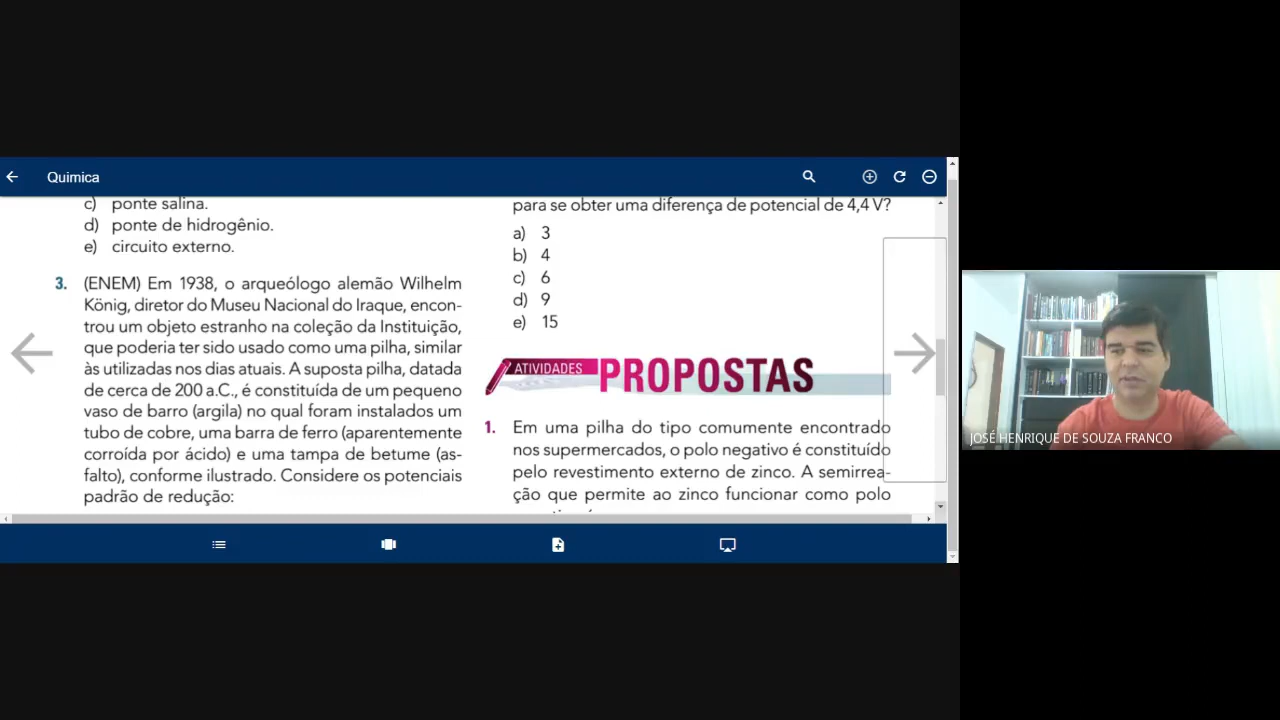 Quimica
c) ponte salina.
d) ponte de hidrogênio.
e) circuito externo.
3. (ENEM) Em 1938, o arqueólogo alemão Wilhelm
König, diretor do Museu Nacional do Iraque, encon-
trou um objeto estranho na coleção da Instituição,
que poderia ter sido usado como uma pilha, similar
às utilizadas nos dias atuais. A suposta pilha, datada
de cerca de 200 a.C., é constituída de um pequeno
vaso de barro (argila) no qual foram instalados um
tubo de cobre, uma barra de ferro (aparentemente
corroída por ácido) e uma tampa de betume (as-
falto), conforme ilustrado. Considere os potenciais
padrão de redução:
para se obter uma diferença de potencial de 4,4 V?
a) 3
b) 4
c) 6
d) 9
e) 15
ATIVIDADES PROPOSTAS
1. Em uma pilha do tipo comumente encontrado
nos supermercados, o polo negativo é constituído
pelo revestimento externo de zinco. A semirrea-
ção que permite ao zinco funcionar como polo
JOSÉ HENRIQUE DE SOUZA FRANCO